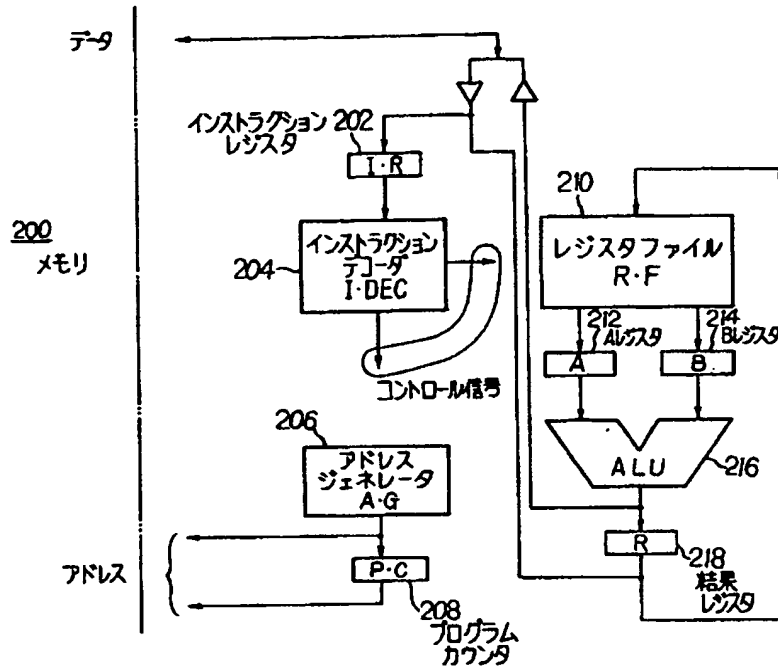 データ
インストラクション
レジスタ
202
I・R
200
メモリ
204
インストラクション
デコーダ
I・DEC
コントロール信号
206
アドレス
ジェネレータ
A・G
アドレス
P・C
208
プログラム
カウンタ
210
レジスタファイル
R・F
212
Aレジスタ
214
Bレジスタ
A
B
ALU
216
R
218
結果
レジスタ